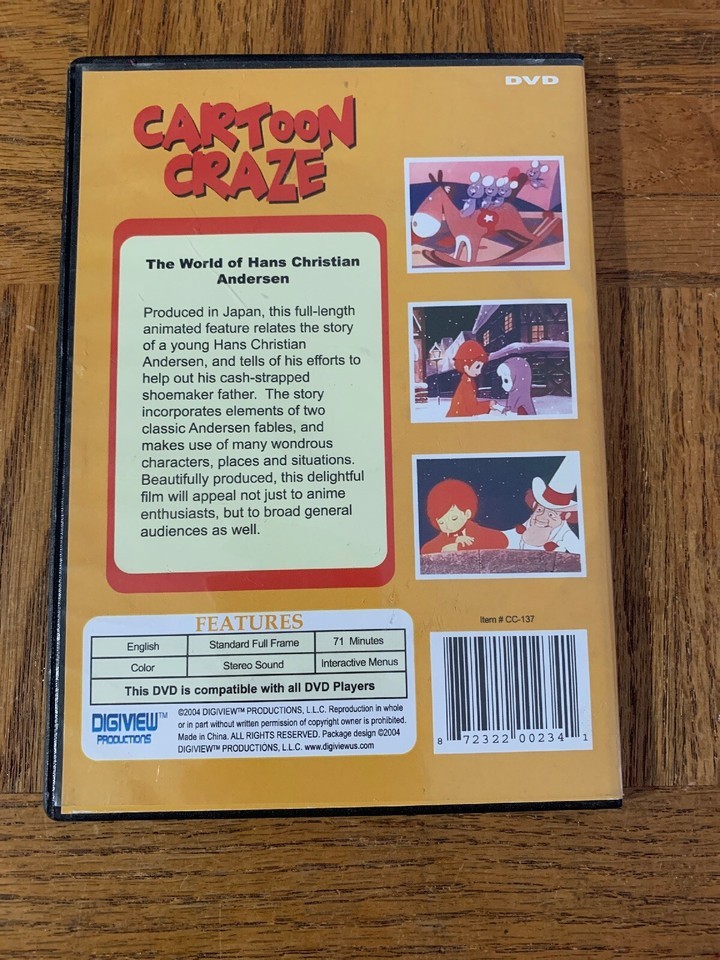 DVD
CARTOON
CRAZE
The World of Hans Christian
Andersen
Produced in Japan, this full-length
animated feature relates the story
of a young Hans Christian
Andersen, and tells of his efforts to
help out his cash-strapped
shoemaker father. The story
incorporates elements of two
classic Andersen fables, and
makes use of many wondrous
characters, places and situations.
Beautifully produced, this delightful
film will appeal not just to anime
enthusiasts, but to broad general
audiences as well.
FEATURES
English Standard Full Frame 71 Minutes
Color Stereo Sound Interactive Menus
This DVD is compatible with all DVD Players
DIGIVIEW™
PRODUCTIONS
©2004 DIGIVIEW™ PRODUCTIONS, L.L.C. Reproduction in whole
or in part without written permission of copyright owner is prohibited.
Made in China. ALL RIGHTS RESERVED. Package design ©2004
DIGIVIEW™ PRODUCTIONS, L.L.C. www.digiviewus.com
Item # CC-137
8 72322 00234 1